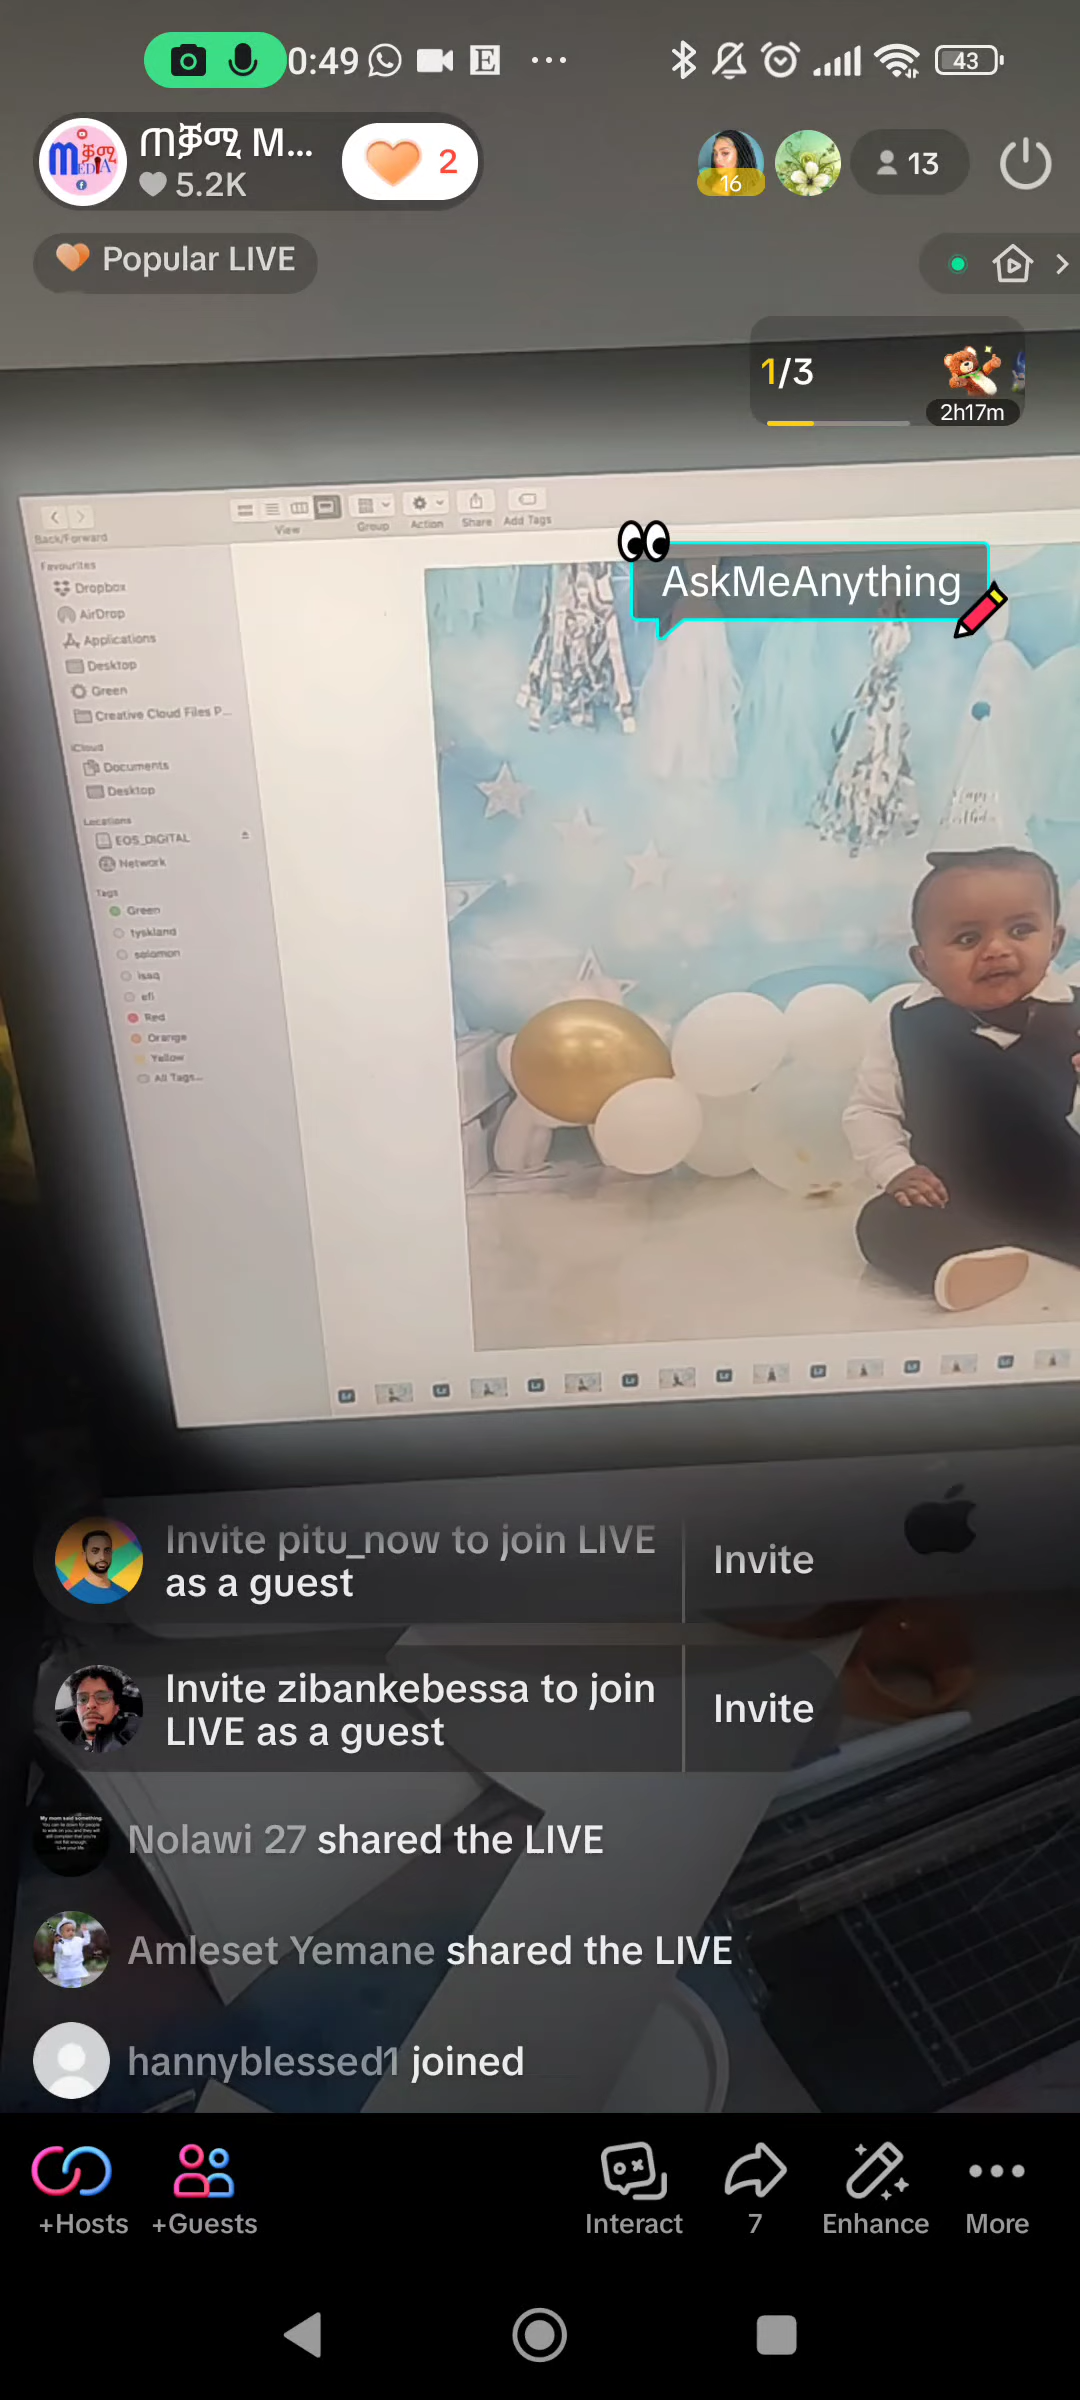 0:49
43
ጠቓሚ M...
5.2K
2
16
13
Popular LIVE
1/3
2h17m
AskMeAnything
Back/Forward
View
Group
Action
Share
Add Tags
Favourites
Dropbox
AirDrop
Applications
Desktop
Green
Creative Cloud Files P...
iCloud
Documents
Desktop
Locations
EOS_DIGITAL
Network
Tags
Green
tyskland
solomon
isaq
efi
Red
Orange
Yellow
All Tags...
Invite pitu_now to join LIVE
as a guest
Invite
Invite zibankebessa to join
LIVE as a guest
Invite
Nolawi 27 shared the LIVE
Amleset Yemane shared the LIVE
hannyblessed1 joined
+Hosts
+Guests
Interact
7
Enhance
More